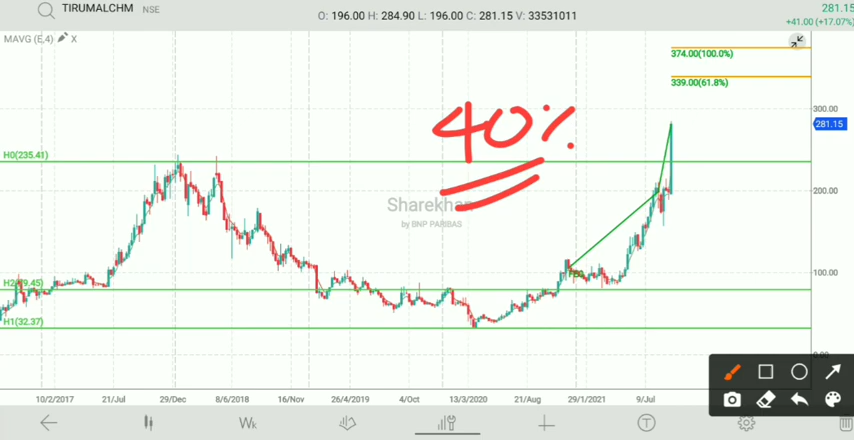 TIRUMALCHM NSE
O: 196.00 H: 284.90 L: 196.00 C: 281.15 V: 33531011
281.15
+41.00 (+17.07%)
MAVG (E,4) X
374.00(100.0%)
339.00(61.8%)
300.00
281.15
40%
H0(235.41)
200.00
Sharekhan
by BNP PARIBAS
100.00
H1(32.37)
0.00
10/2/2017 21/Jul 29/Dec 8/6/2018 16/Nov 26/4/2019 4/Oct 13/3/2020 21/Aug 29/1/2021 9/Jul
Wk
T